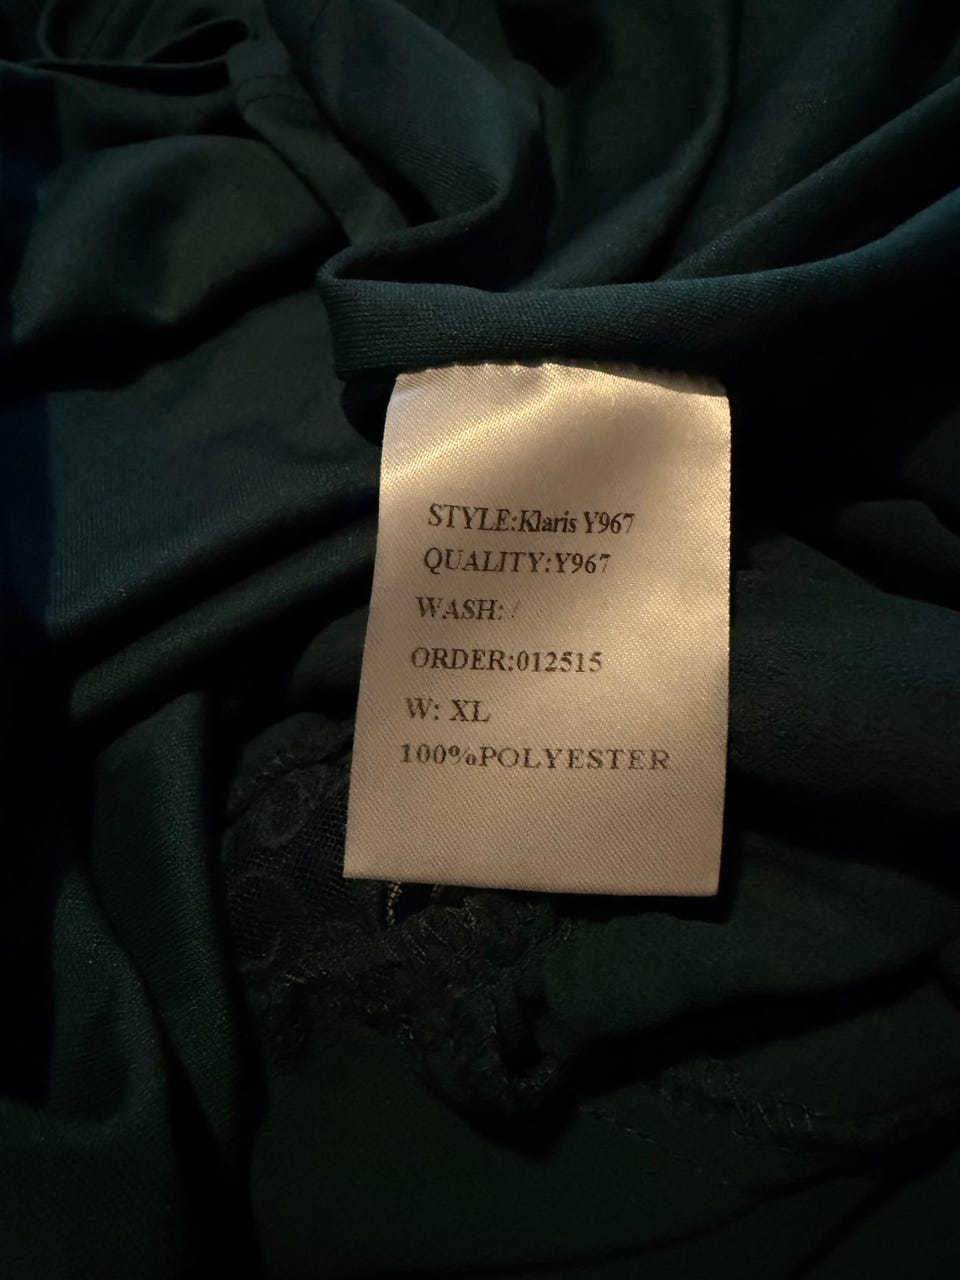 STYLE:Klaris Y967
QUALITY:Y967
WASH: /
ORDER:012515
W: XL
100%POLYESTER